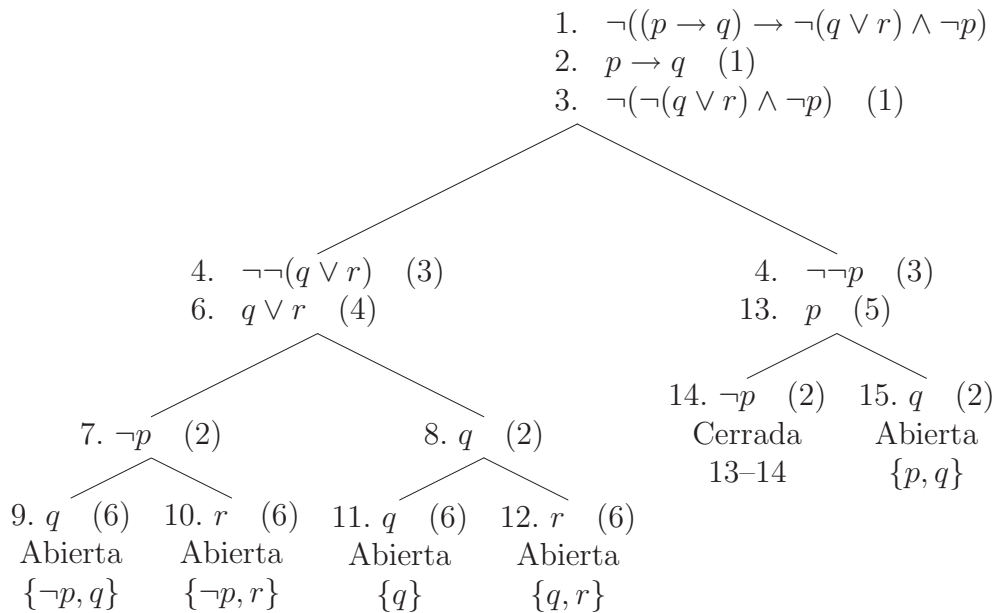 1. ¬((p → q) → ¬(q ∨ r) ∧ ¬p)
2. p → q (1)
3. ¬(¬(q ∨ r) ∧ ¬p) (1)
4. ¬¬(q ∨ r) (3)
6. q ∨ r (4)
4. ¬¬p (3)
13. p (5)
7. ¬p (2)
8. q (2)
9. q (6)
Abierta
{¬p, q}
10. r (6)
Abierta
{¬p, r}
11. q (6)
Abierta
{q}
12. r (6)
Abierta
{q, r}
14. ¬p (2)
Cerrada
13–14
15. q (2)
Abierta
{p, q}